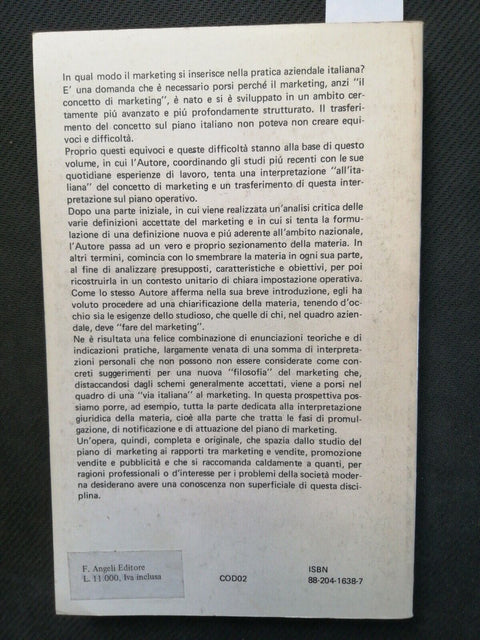 In qual modo il marketing si inserisce nella pratica aziendale italiana?
E' una domanda che è necessario porsi perché il marketing, anzi "il
concetto di marketing", è nato e si è sviluppato in un ambito cer-
tamente piú avanzato e piú profondamente strutturato. Il trasferi-
mento del concetto sul piano italiano non poteva non creare equi-
voci e difficoltà.
Proprio questi equivoci e queste difficoltà stanno alla base di questo
volume, in cui l'Autore, coordinando gli studi piú recenti con le sue
quotidiane esperienze di lavoro, tenta una interpretazione "all'ita-
liana" del concetto di marketing e un trasferimento di questa inter-
pretazione sul piano operativo.
Dopo una parte iniziale, in cui viene realizzata un'analisi critica delle
varie definizioni accettate del marketing e in cui si tenta la formu-
lazione di una definizione nuova e piú aderente all'ambito nazionale,
l'Autore passa ad un vero e proprio sezionamento della materia. In
altri termini, comincia con lo smembrare la materia in ogni sua parte,
al fine di analizzare presupposti, caratteristiche e obiettivi, per poi
ricostruirla in un contesto unitario di chiara impostazione operativa.
Come lo stesso Autore afferma nella sua breve introduzione, egli ha
voluto procedere ad una chiarificazione della materia, tenendo d'oc-
chio sia le esigenze dello studioso, che quelle di chi, nel quadro azien-
dale, deve "fare del marketing".
Ne è risultata una felice combinazione di enunciazioni teoriche e di
indicazioni pratiche, largamente venata di una somma di interpreta-
zioni personali che non possono non essere considerate come con-
creti suggerimenti per una nuova "filosofia" del marketing che,
distaccandosi dagli schemi generalmente accettati, viene a porsi nel
quadro di una "via italiana" al marketing. In questa prospettiva pos-
siamo porre, ad esempio, tutta la parte dedicata alla interpretazione
giuridica della materia, cioè alla parte che tratta le fasi di promul-
gazione, di notificazione e di attuazione del piano di marketing.
Un'opera, quindi, completa e originale, che spazia dallo studio del
piano di marketing ai rapporti tra marketing e vendite, promozione
vendite e pubblicità e che si raccomanda caldamente a quanti, per
ragioni professionali o d'interesse per i problemi della società moder-
na desiderano avere una conoscenza non superficiale di questa disci-
plina.
F. Angeli Editore
L. 11.000, Iva inclusa
COD02
ISBN
88-204-1638-7